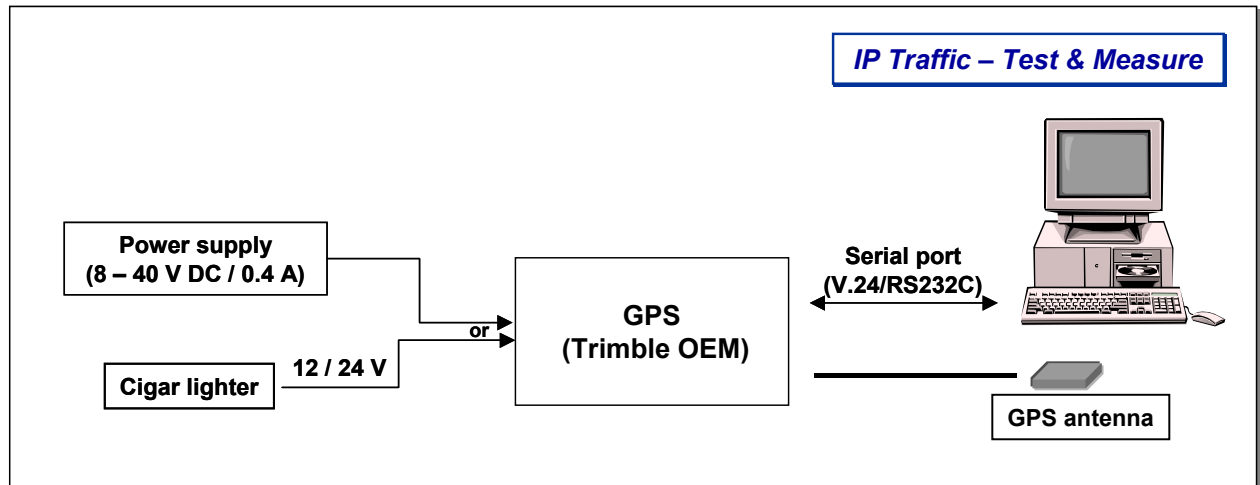 IP Traffic – Test & Measure
Power supply
(8 – 40 V DC / 0.4 A)
Serial port
(V.24/RS232C)
or
GPS
(Trimble OEM)
12 / 24 V
Cigar lighter
GPS antenna